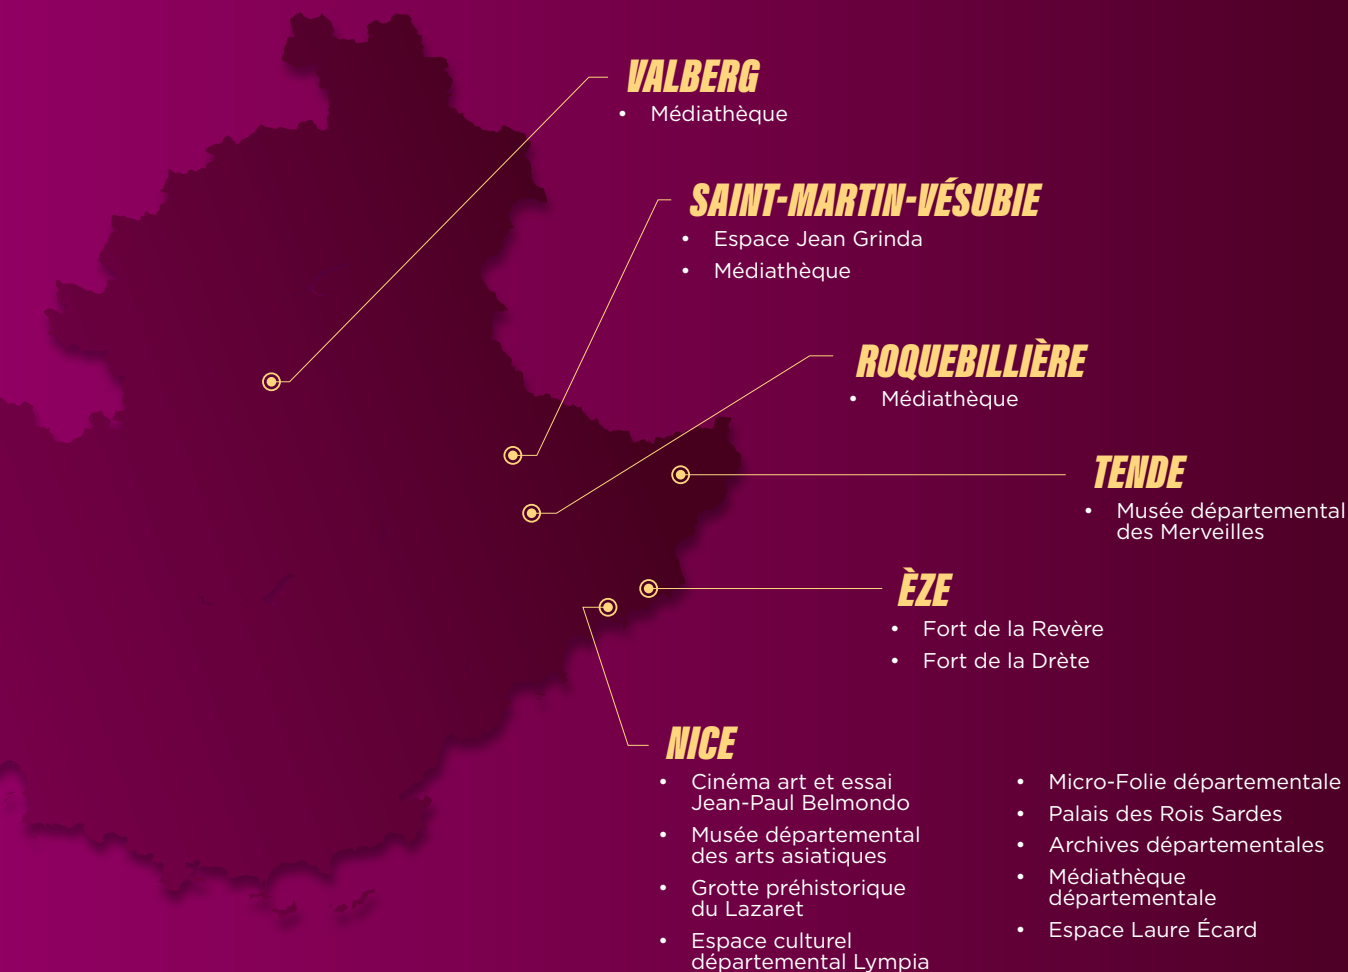 VALBERG
• Médiathèque
SAINT-MARTIN-VÉSUBIE
• Espace Jean Grinda
• Médiathèque
ROQUEBILLIÈRE
• Médiathèque
TENDE
• Musée départemental
des Merveilles
ÈZE
• Fort de la Revère
• Fort de la Drète
NICE
• Cinéma art et essai
Jean-Paul Belmondo
• Musée départemental
des arts asiatiques
• Grotte préhistorique
du Lazaret
• Espace culturel
départemental Lympia
• Micro-Folie départementale
• Palais des Rois Sardes
• Archives départementales
• Médiathèque
départementale
• Espace Laure Écard